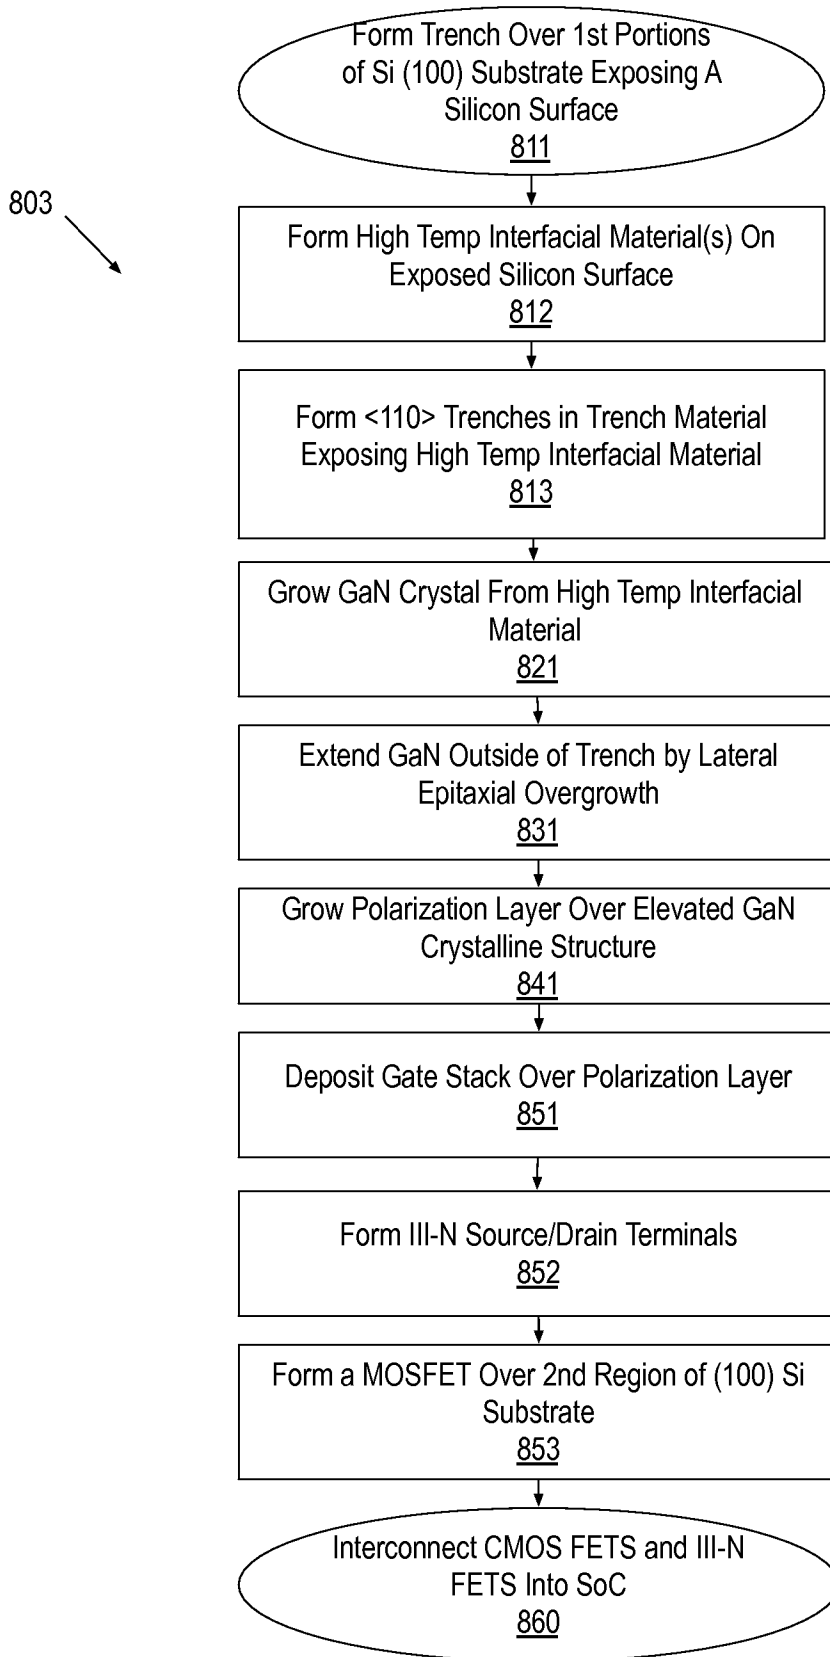 Form Trench Over 1st Portions
of Si (100) Substrate Exposing A
Silicon Surface
811
803
Form High Temp Interfacial Material(s) On
Exposed Silicon Surface
812
Form <110> Trenches in Trench Material
Exposing High Temp Interfacial Material
813
Grow GaN Crystal From High Temp Interfacial
Material
821
Extend GaN Outside of Trench by Lateral
Epitaxial Overgrowth
831
Grow Polarization Layer Over Elevated GaN
Crystalline Structure
841
Deposit Gate Stack Over Polarization Layer
851
Form III-N Source/Drain Terminals
852
Form a MOSFET Over 2nd Region of (100) Si
Substrate
853
Interconnect CMOS FETS and III-N
FETS Into SoC
860